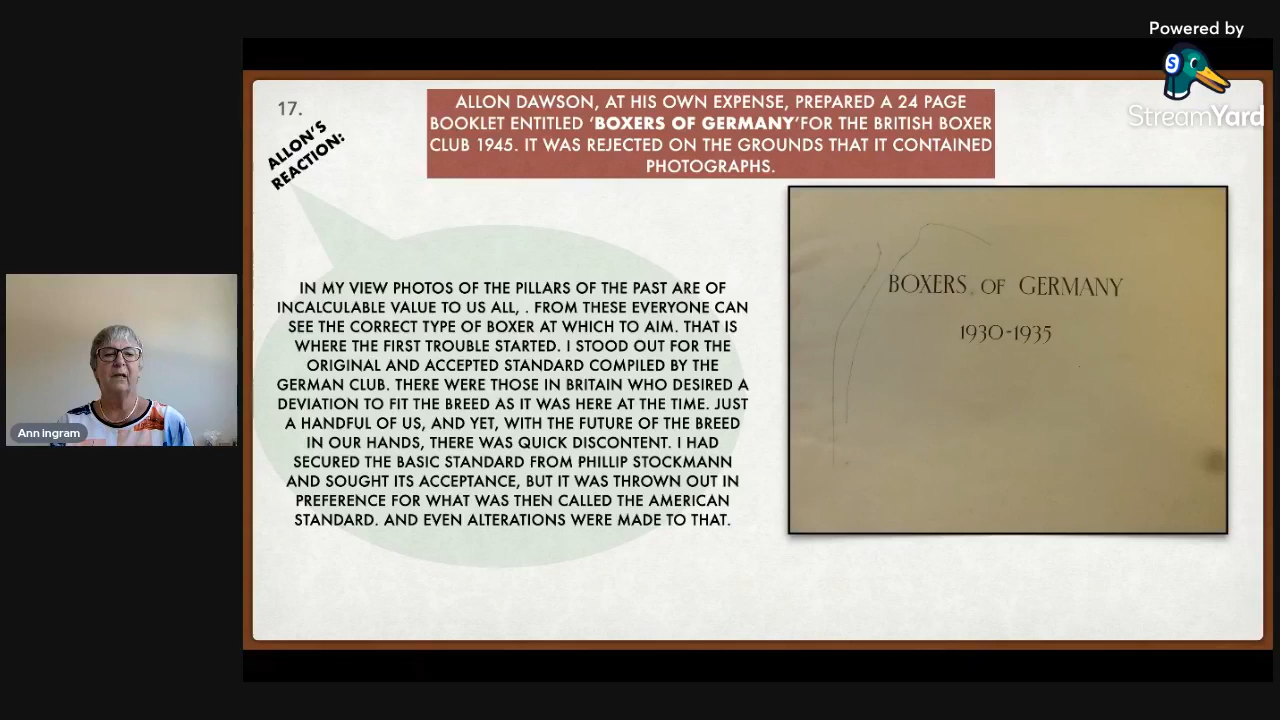 Powered by
S
StreamYard
17.
ALLON'S
REACTION:
ALLON DAWSON, AT HIS OWN EXPENSE, PREPARED A 24 PAGE
BOOKLET ENTITLED ‘BOXERS OF GERMANY’FOR THE BRITISH BOXER
CLUB 1945. IT WAS REJECTED ON THE GROUNDS THAT IT CONTAINED
PHOTOGRAPHS.
IN MY VIEW PHOTOS OF THE PILLARS OF THE PAST ARE OF
INCALCULABLE VALUE TO US ALL, . FROM THESE EVERYONE CAN
SEE THE CORRECT TYPE OF BOXER AT WHICH TO AIM. THAT IS
WHERE THE FIRST TROUBLE STARTED. I STOOD OUT FOR THE
ORIGINAL AND ACCEPTED STANDARD COMPILED BY THE
GERMAN CLUB. THERE WERE THOSE IN BRITAIN WHO DESIRED A
DEVIATION TO FIT THE BREED AS IT WAS HERE AT THE TIME. JUST
A HANDFUL OF US, AND YET, WITH THE FUTURE OF THE BREED
IN OUR HANDS, THERE WAS QUICK DISCONTENT. I HAD
SECURED THE BASIC STANDARD FROM PHILLIP STOCKMANN
AND SOUGHT ITS ACCEPTANCE, BUT IT WAS THROWN OUT IN
PREFERENCE FOR WHAT WAS THEN CALLED THE AMERICAN
STANDARD. AND EVEN ALTERATIONS WERE MADE TO THAT.
BOXERS OF GERMANY
1930-1935
Ann ingram